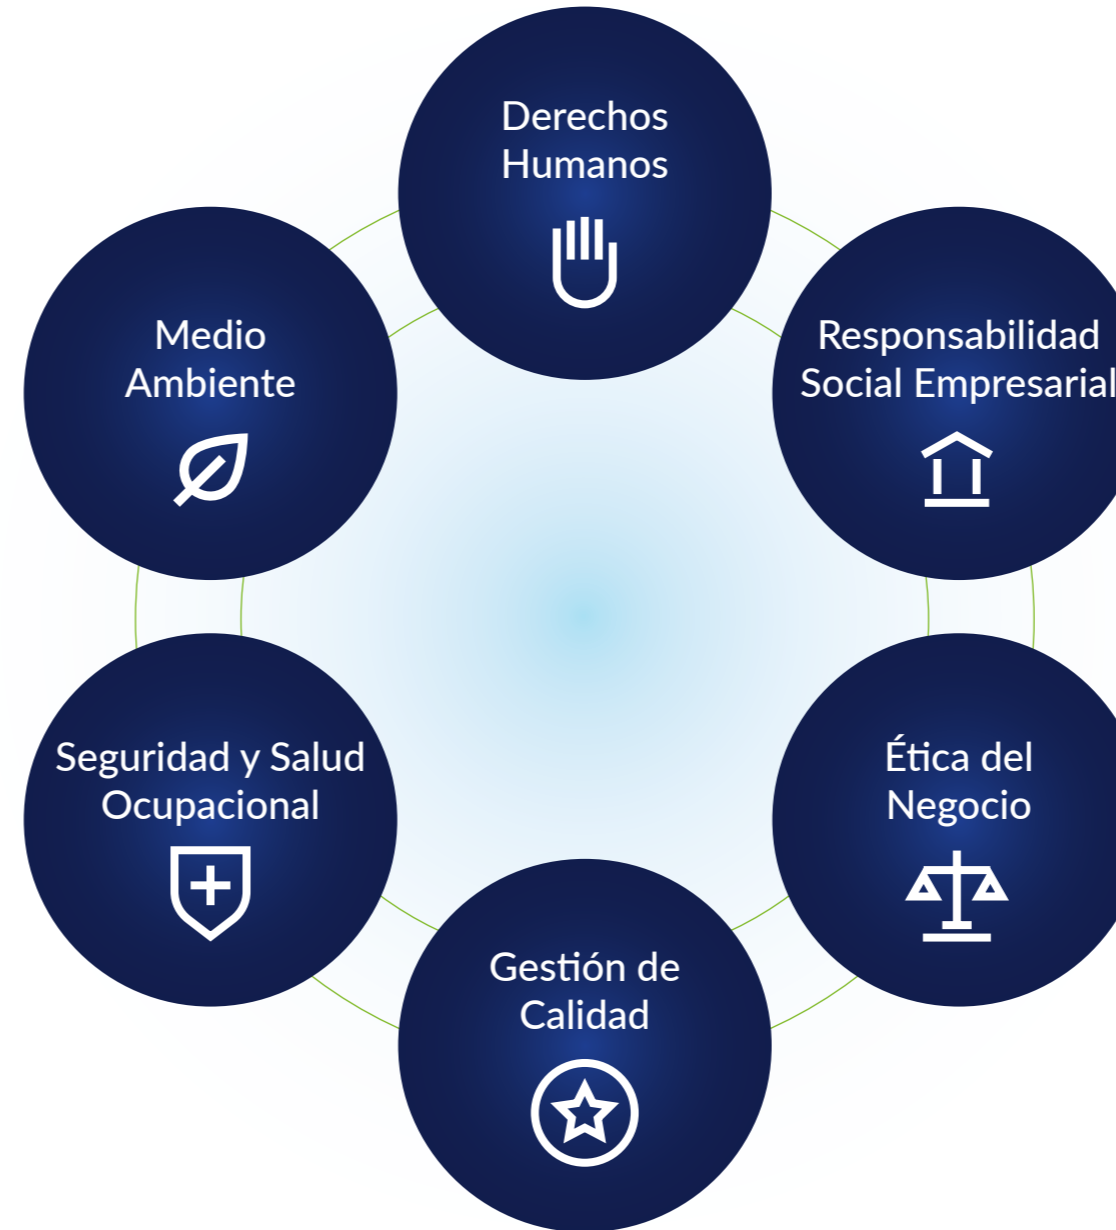 Derechos
Humanos
Medio
Ambiente
Responsabilidad
Social Empresarial
Seguridad y Salud
Ocupacional
Ética del
Negocio
Gestión de
Calidad